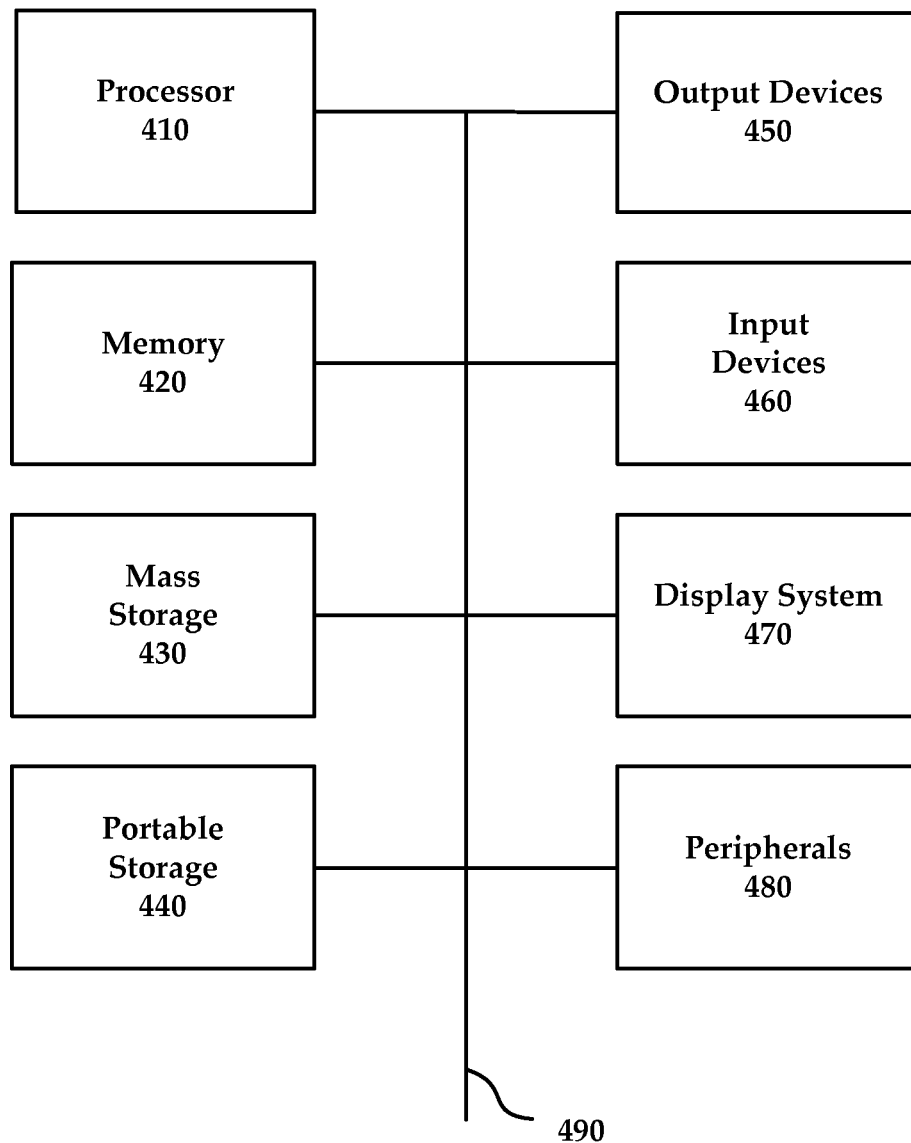 Processor
410
Output Devices
450
Memory
420
Input
Devices
460
Mass
Storage
430
Display System
470
Portable
Storage
440
Peripherals
480
490